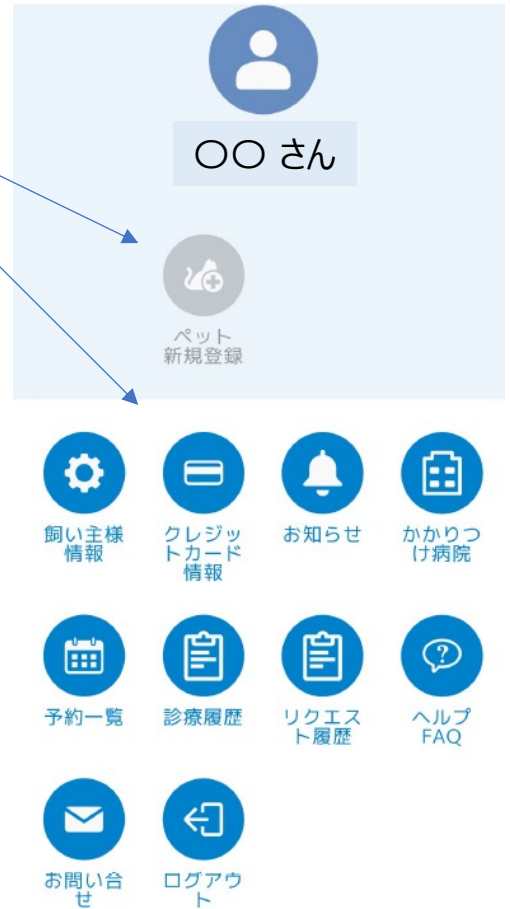 〇〇 さん
ペット
新規登録
飼い主様
情報
クレジッ
トカード
情報
お知らせ
かかりつ
け病院
予約一覧
診療履歴
リクエス
ト履歴
ヘルプ
FAQ
お問い合
せ
ログアウ
ト